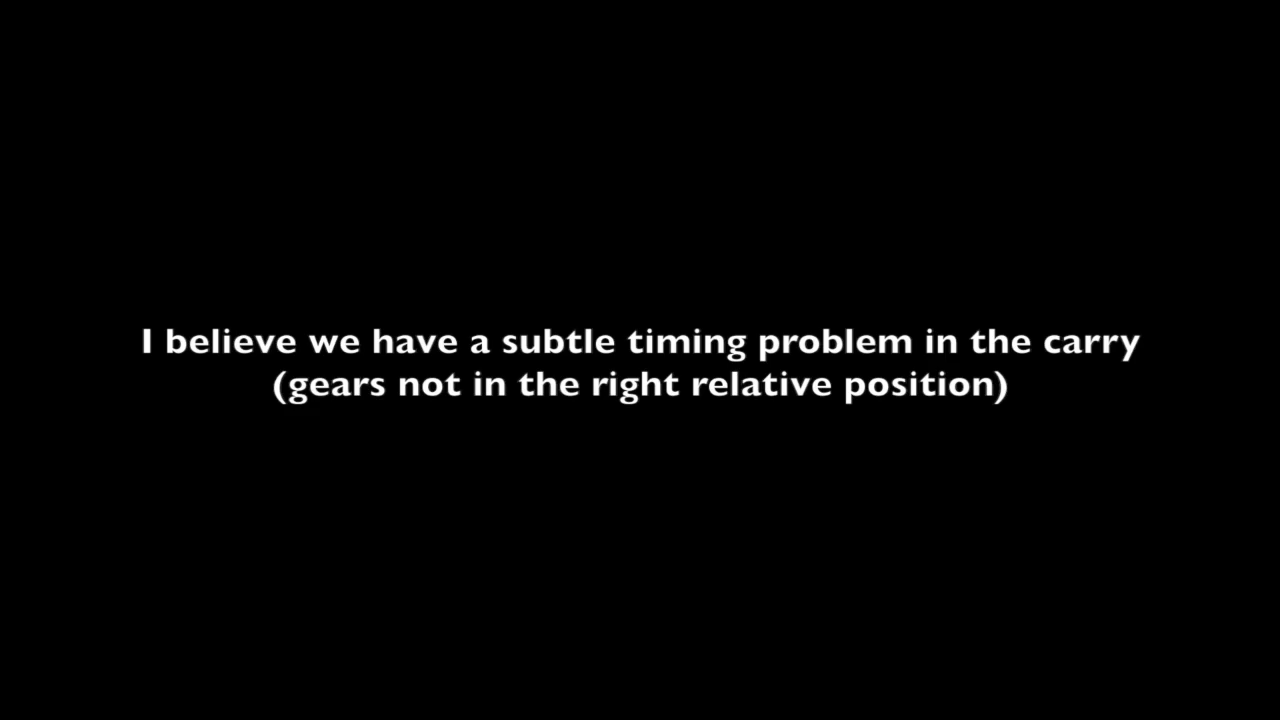 I believe we have a subtle timing problem in the carry
(gears not in the right relative position)